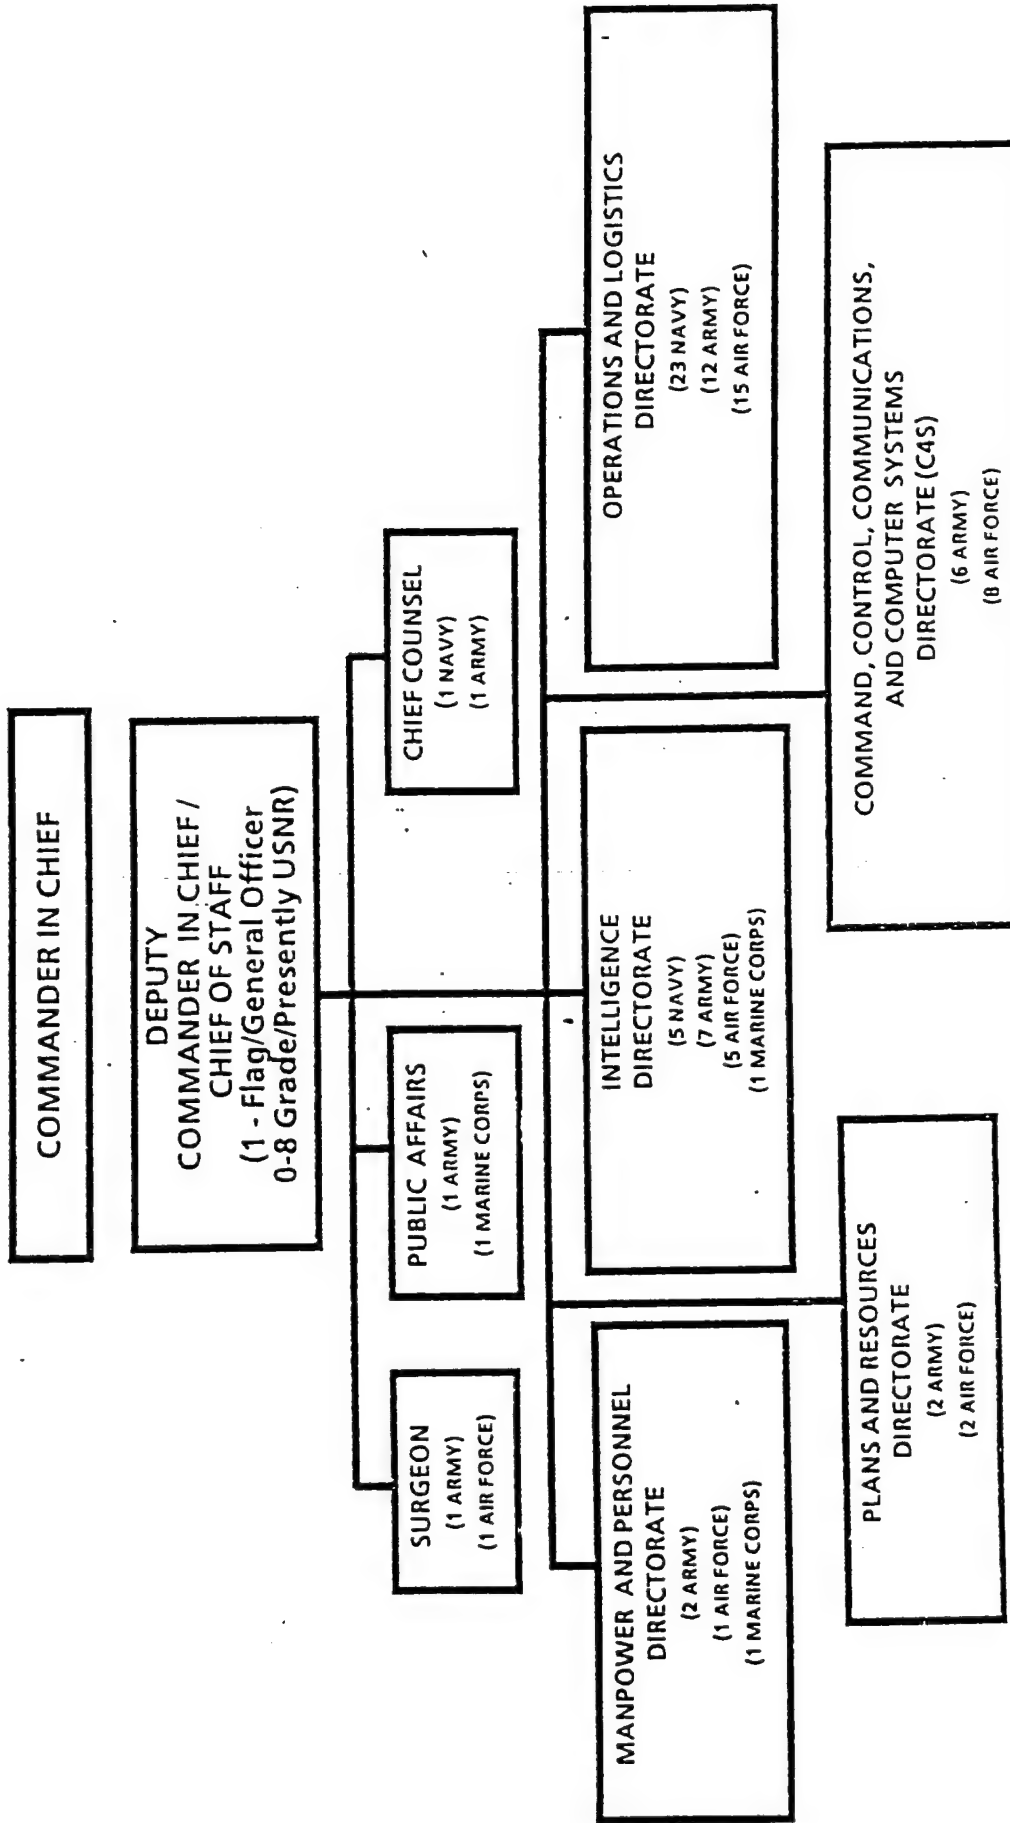 COMMANDER IN CHIEF
DEPUTY
COMMANDER IN CHIEF /
CHIEF OF STAFF
(1 - Flag/General Officer
0-8 Grade/Presently USNR)
SURGEON
(1 ARMY)
(1 AIR FORCE)
PUBLIC AFFAIRS
(1 ARMY)
(1 MARINE CORPS)
CHIEF COUNSEL
(1 NAVY)
(1 ARMY)
MANPOWER AND PERSONNEL
DIRECTORATE
(2 ARMY)
(1 AIR FORCE)
(1 MARINE CORPS)
INTELLIGENCE
DIRECTORATE
(5 NAVY)
(7 ARMY)
(5 AIR FORCE)
(1 MARINE CORPS)
OPERATIONS AND LOGISTICS
DIRECTORATE
(23 NAVY)
(12 ARMY)
(15 AIR FORCE)
PLANS AND RESOURCES
DIRECTORATE
(2 ARMY)
(2 AIR FORCE)
COMMAND, CONTROL, COMMUNICATIONS,
AND COMPUTER SYSTEMS
DIRECTORATE (C4S)
(6 ARMY)
(8 AIR FORCE)